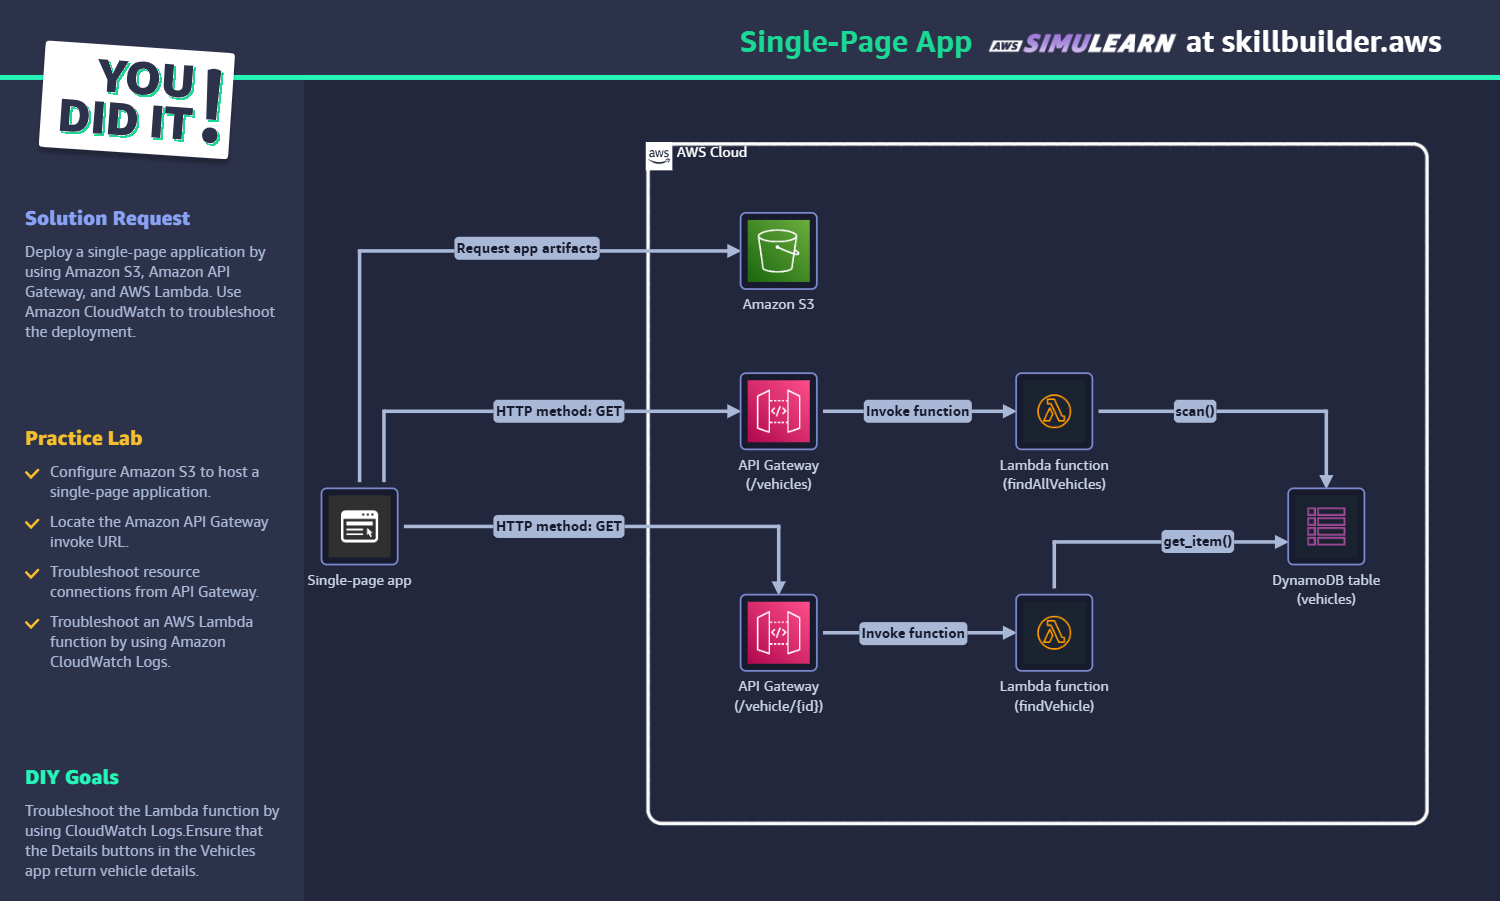 Single-Page App AWS SIMULEARN at skillbuilder.aws
YOU
DID IT!
Solution Request
Deploy a single-page application by
using Amazon S3, Amazon API
Gateway, and AWS Lambda. Use
Amazon CloudWatch to troubleshoot
the deployment.
Practice Lab
Configure Amazon S3 to host a
single-page application.
Locate the Amazon API Gateway
invoke URL.
Troubleshoot resource
connections from API Gateway.
Troubleshoot an AWS Lambda
function by using Amazon
CloudWatch Logs.
DIY Goals
Troubleshoot the Lambda function by
using CloudWatch Logs.Ensure that
the Details buttons in the Vehicles
app return vehicle details.
aws AWS Cloud
Request app artifacts
Amazon S3
HTTP method: GET
Invoke function
scan()
API Gateway
(/vehicles)
Lambda function
(findAllVehicles)
HTTP method: GET
get_item()
Single-page app
DynamoDB table
(vehicles)
Invoke function
API Gateway
(/vehicle/{id})
Lambda function
(findVehicle)